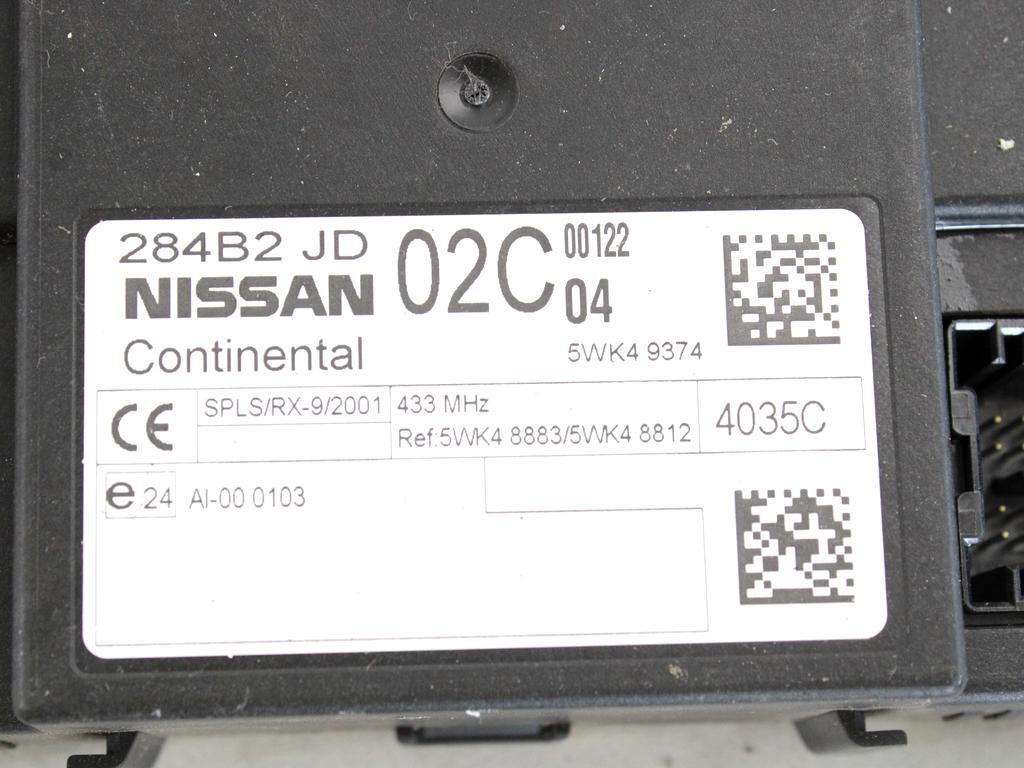 284B2 JD 02C 00122
NISSAN 04
Continental 5WK4 9374
CE SPLS/RX-9/2001 433 MHz 4035C
Ref:5WK4 8883/5WK4 8812
e24 AI-00 0103